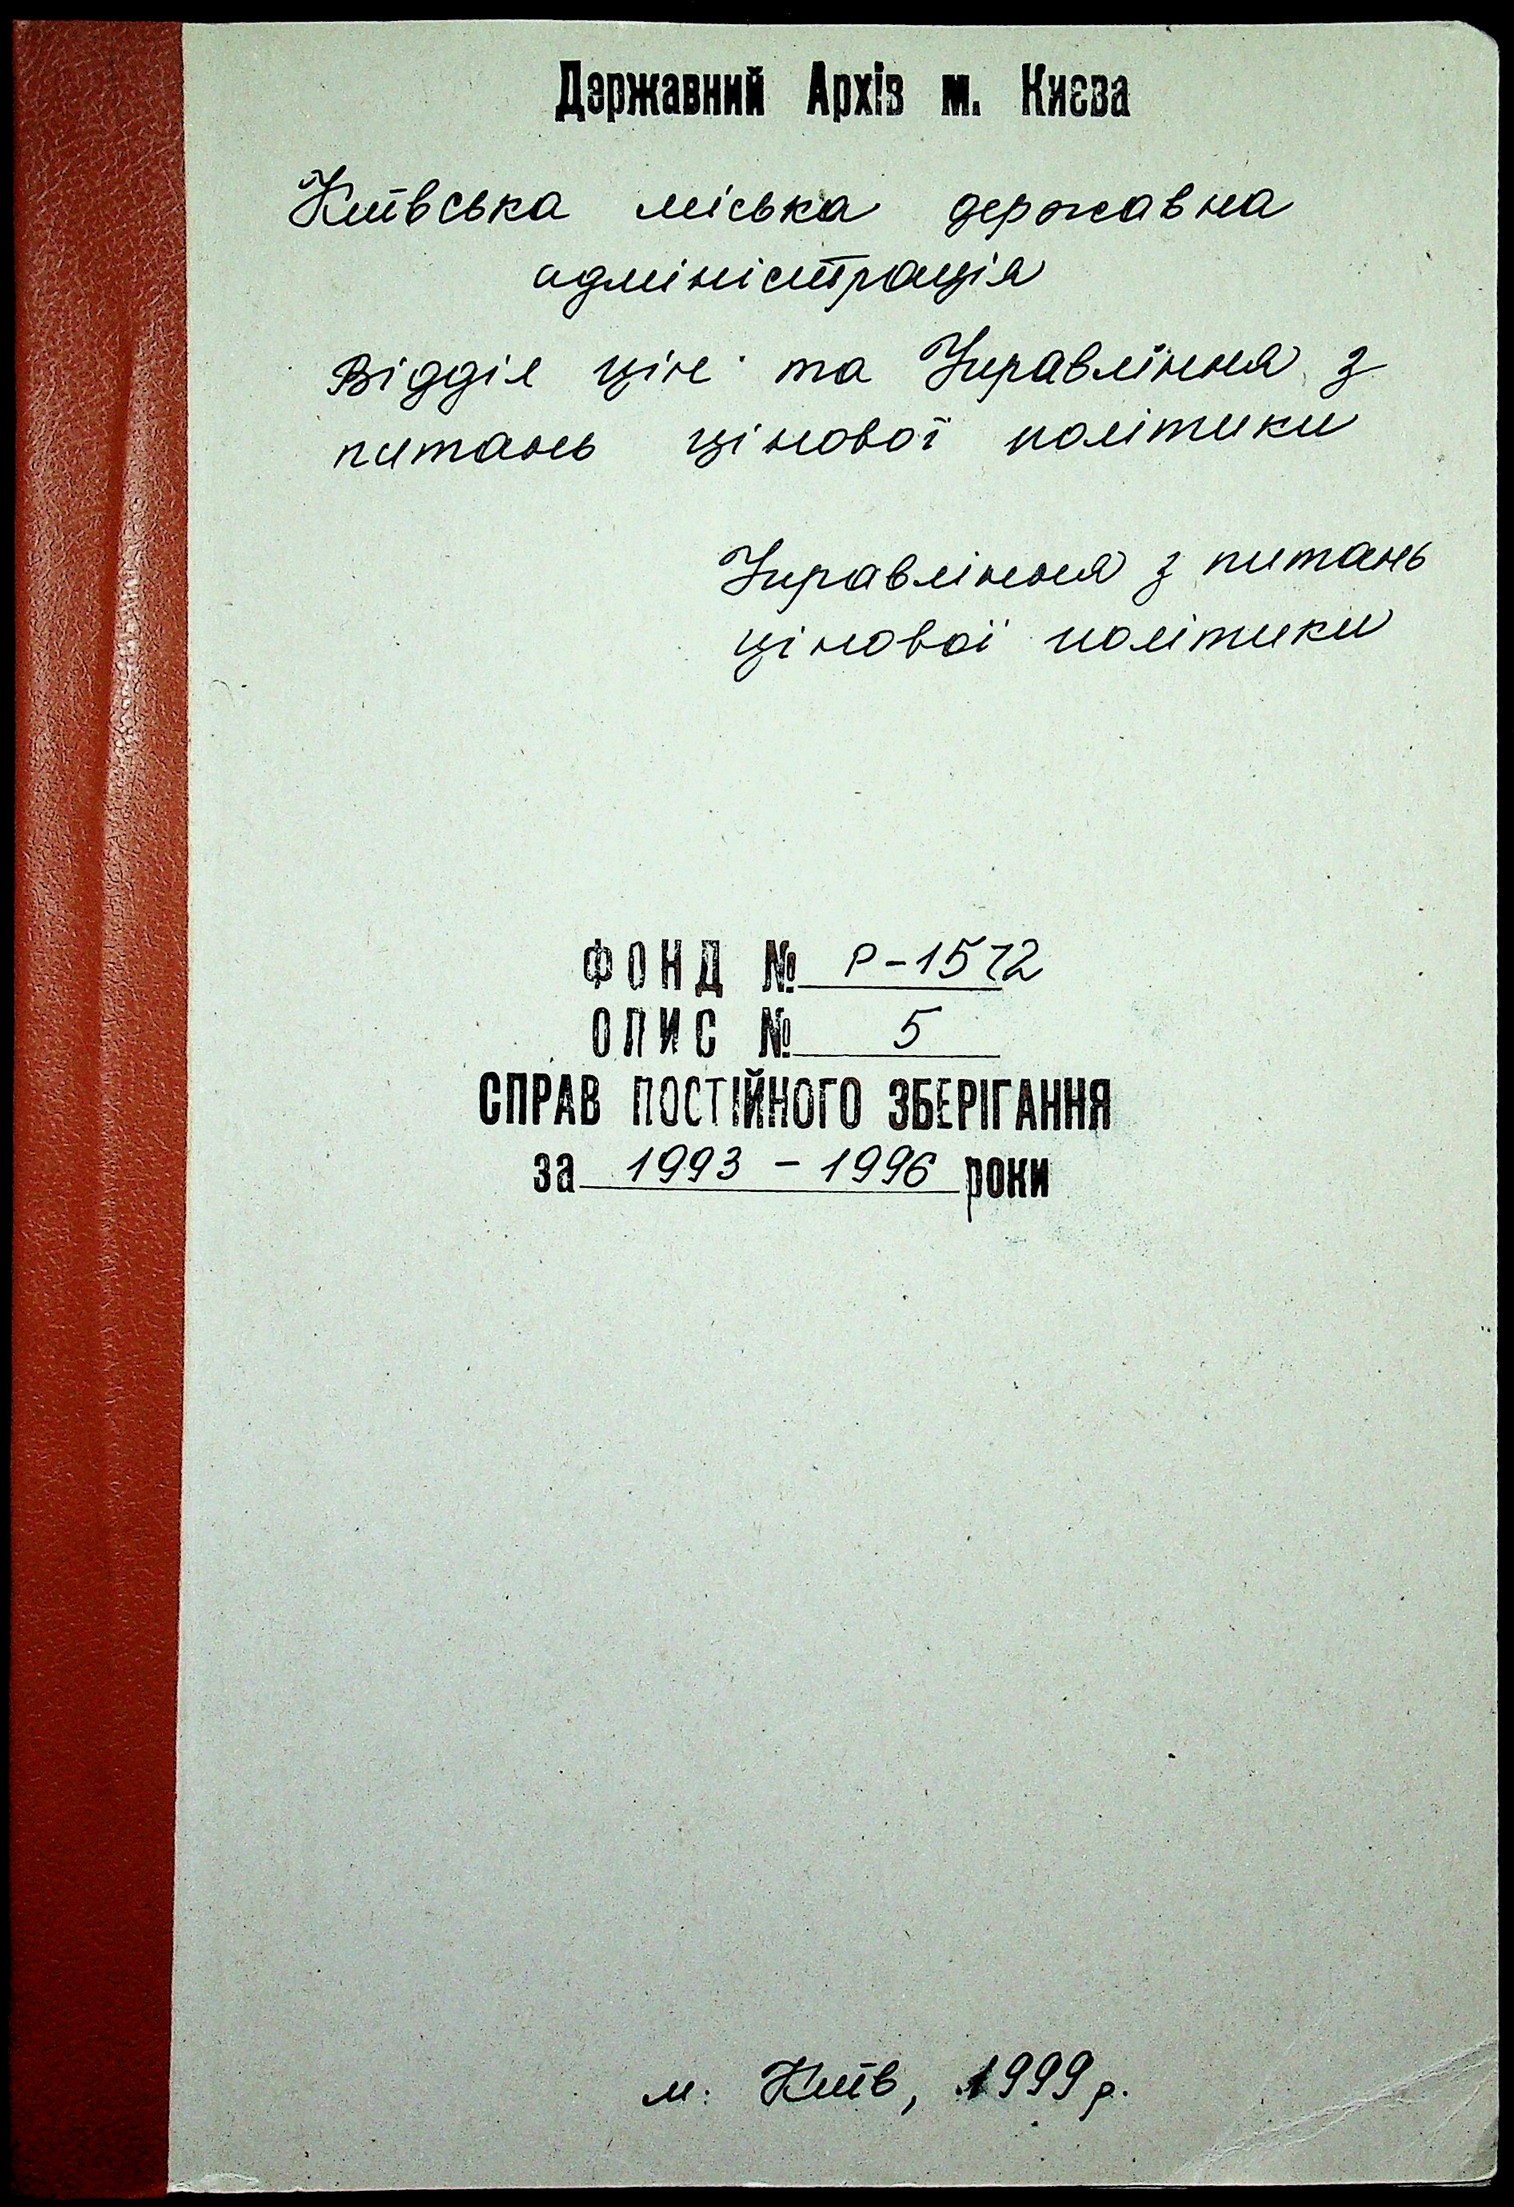 Державний Архів м. Києва
Київська міська державна
адміністрація
Відділ цін та Управління з
питань цінової політики
Управління з питань
цінової політики
ФОНД № Р-1572
ОПИС № 5
СПРАВ ПОСТІЙНОГО ЗБЕРІГАННЯ
за 1993 - 1996 роки
м. Київ, 1999 р.